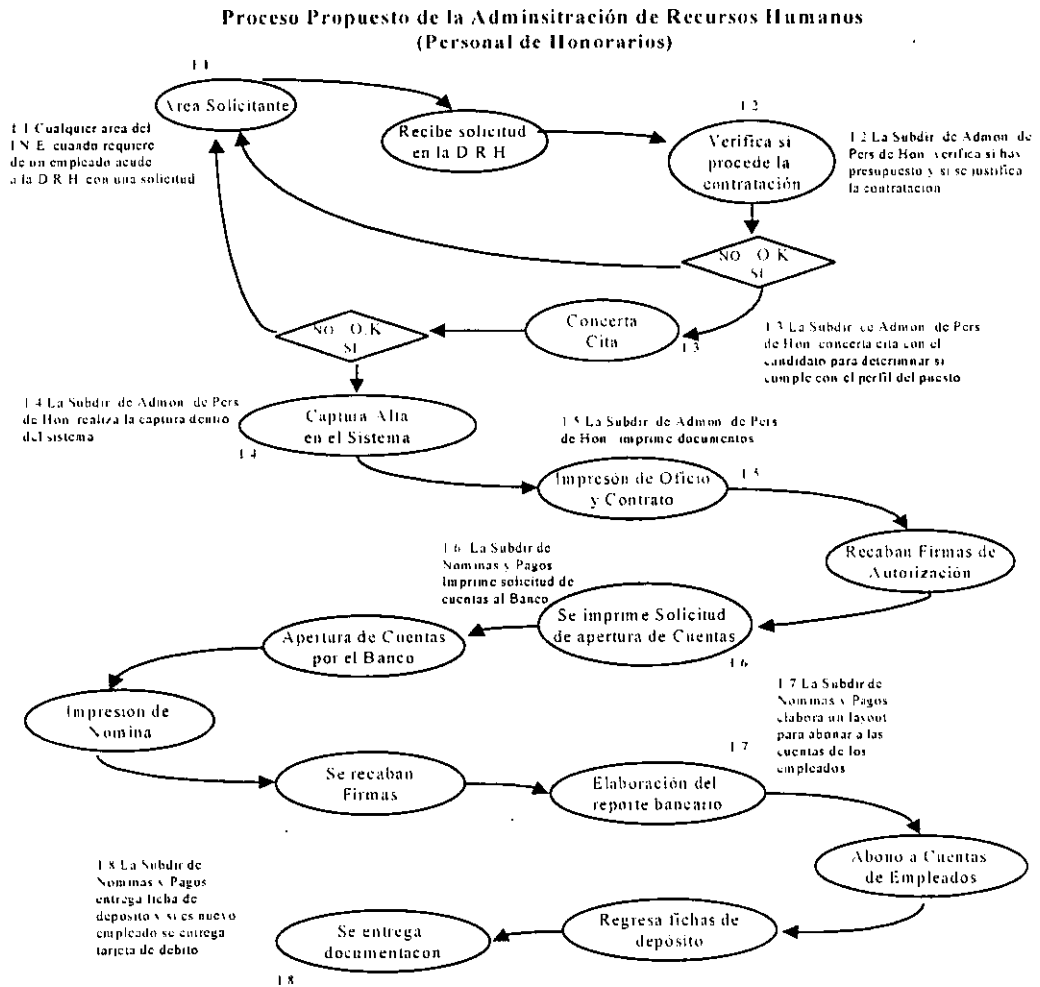 Proceso Propuesto de la Adminsitración de Recursos Humanos
(Personal de Honorarios)
1 1
Area Solicitante
1 1 Cualquier area del
I N E cuando requiere
de un empleado acude
a la D R H con una solicitud
Recibe solicitud
en la D R H
1 2
Verifica si
procede la
contratación
1 2 La Subdir de Admon de
Pers de Hon verifica si hay
presupuesto y si se justifica
la contratacion
NO O K
SI
NO O.K
SI
Concerta
Cita
1 3
1 3 La Subdir de Admon de Pers
de Hon concerta cita con el
candidato para determinar si
cumple con el perfil del puesto
1 4 La Subdir de Admon de Pers
de Hon realiza la captura dentro
del sistema
Captura Alta
en el Sistema
1 4
1 5 La Subdir de Admon de Pers
de Hon imprime documentos
Impresón de Oficio
y Contrato
1 5
Recaban Firmas de
Autorización
1 6 La Subdir de
Nominas y Pagos
Imprime solicitud de
cuentas al Banco
Se imprime Solicitud
de apertura de Cuentas
1 6
Apertura de Cuentas
por el Banco
Impresion de
Nomina
1 7 La Subdir de
Nominas y Pagos
elabora un layout
para abonar a las
cuentas de los
empleados
1 7
Se recaban
Firmas
Elaboración del
reporte bancario
Abono a Cuentas
de Empleados
1 8 La Subdir de
Nominas y Pagos
entrega ficha de
deposito y si es nuevo
empleado se entrega
tarjeta de debito
Regresa fichas de
depósito
Se entrega
documentacon
1 8